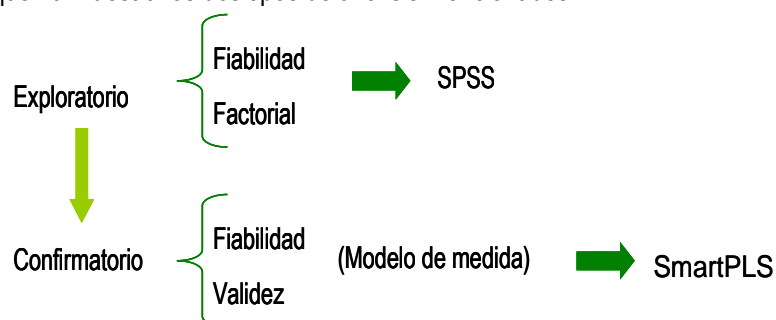 Fiabilidad
Exploratorio
SPSS
Factorial
Fiabilidad
Confirmatorio
(Modelo de medida)
SmartPLS
Validez